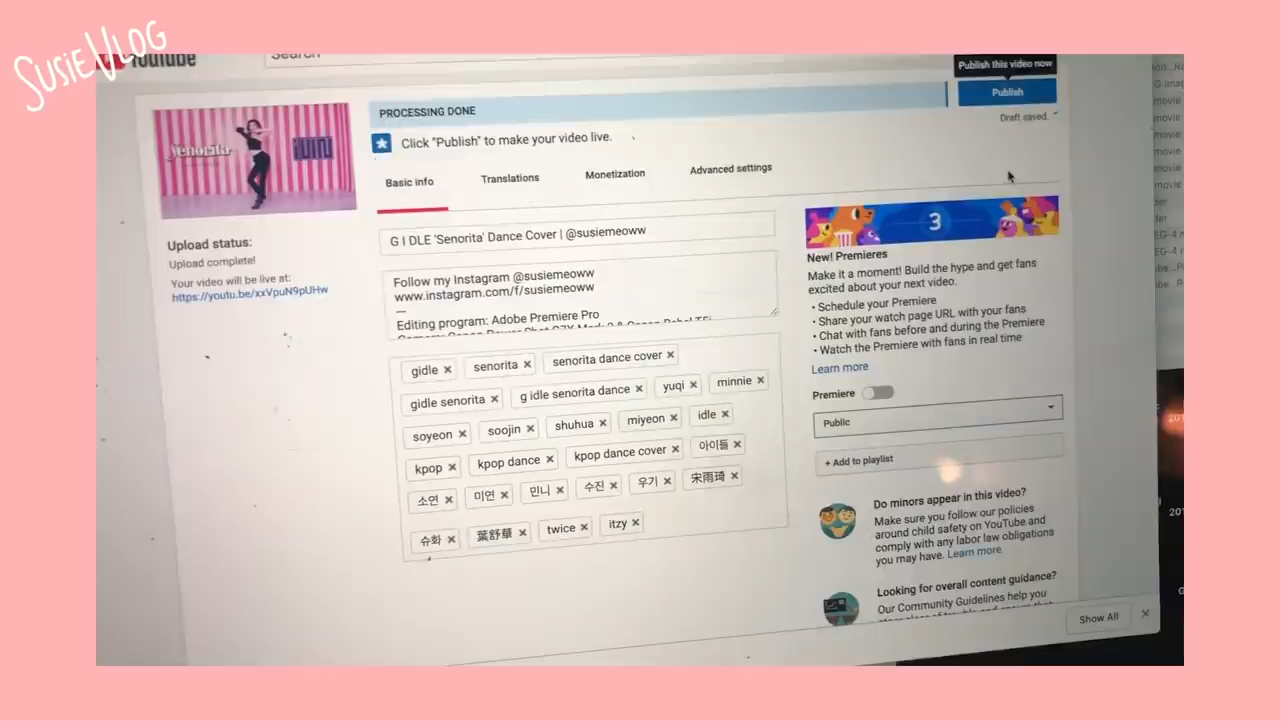 SUSIE VLOG
YouTube
Search
Publish this video now
PROCESSING DONE
Publish
Click "Publish" to make your video live.
Draft saved.
Senorita
Basic info
Translations
Monetization
Advanced settings
Upload status:
Upload complete!
Your video will be live at:
https://youtu.be/xxVpuN9pUHw
G I DLE 'Senorita' Dance Cover | @susiemeoww
Follow my Instagram @susiemeoww
www.instagram.com/f/susiemeoww
—
Editing program: Adobe Premiere Pro
gidle × senorita × senorita dance cover ×
gidle senorita × g idle senorita dance × yuqi × minnie ×
soyeon × soojin × shuhua × miyeon × idle ×
kpop × kpop dance × kpop dance cover × 아이들 ×
소연 × 미연 × 민니 × 수진 × 우기 × 宋雨琦 ×
슈화 × 葉舒華 × twice × itzy ×
3
New! Premieres
Make it a moment! Build the hype and get fans
excited about your next video.
• Schedule your Premiere
• Share your watch page URL with your fans
• Chat with fans before and during the Premiere
• Watch the Premiere with fans in real time
Learn more
Premiere
Public
+ Add to playlist
Do minors appear in this video?
Make sure you follow our policies
around child safety on YouTube and
comply with any labor law obligations
you may have. Learn more
Looking for overall content guidance?
Our Community Guidelines help you
Show All ×
movie
movie
movie
movie
movie